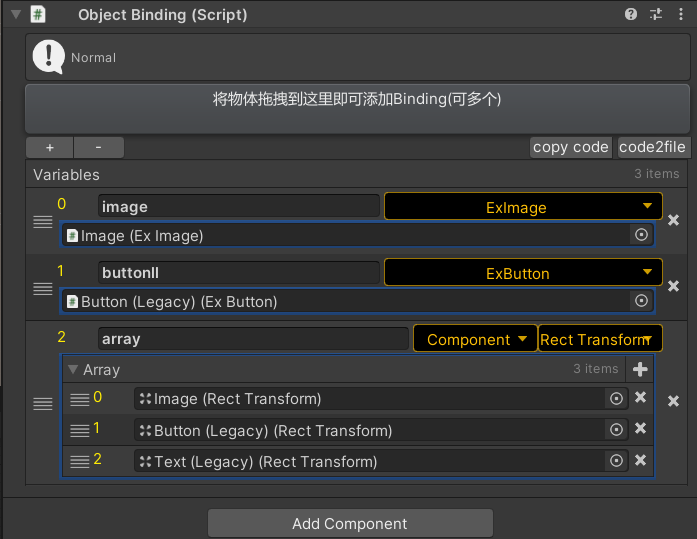 Object Binding (Script)
Normal
将物体拖拽到这里即可添加Binding(可多个)
+ - copy code code2file
Variables 3 items
0 image ExImage
Image (Ex Image)
1 buttonll ExButton
Button (Legacy) (Ex Button)
2 array Component Rect Transform
Array 3 items +
0 Image (Rect Transform)
1 Button (Legacy) (Rect Transform)
2 Text (Legacy) (Rect Transform)
Add Component